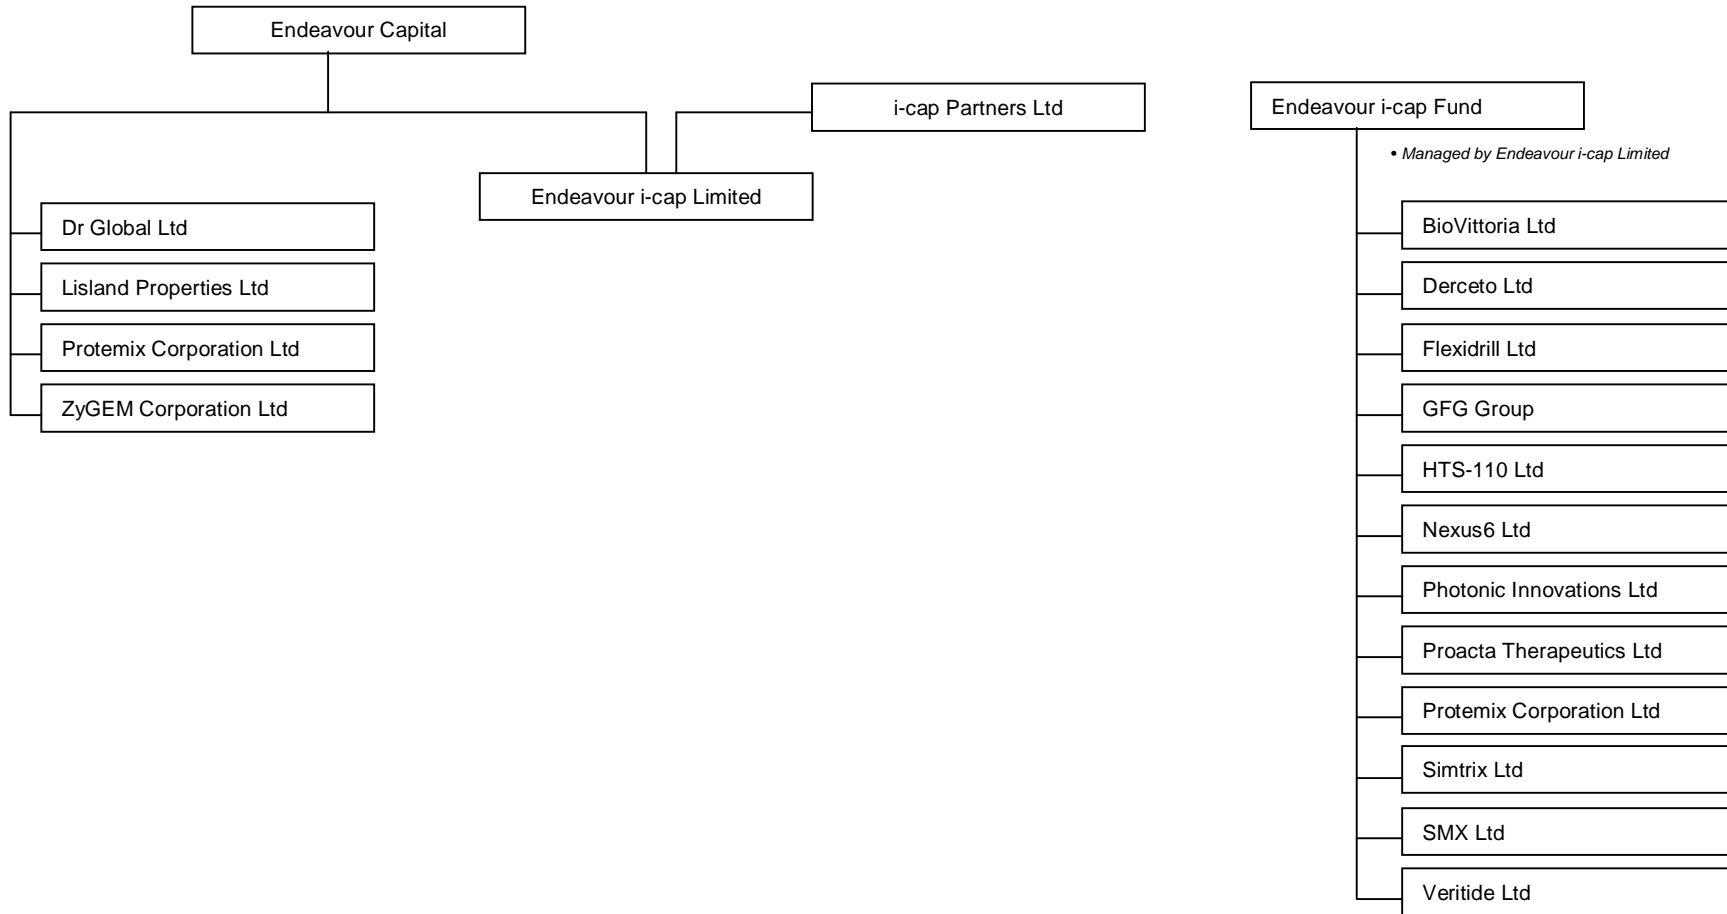 Endeavour Capital
i-cap Partners Ltd
Endeavour i-cap Limited
Dr Global Ltd
Lisland Properties Ltd
Protemix Corporation Ltd
ZyGEM Corporation Ltd
Endeavour i-cap Fund
• Managed by Endeavour i-cap Limited
BioVittoria Ltd
Derceto Ltd
Flexidrill Ltd
GFG Group
HTS-110 Ltd
Nexus6 Ltd
Photonic Innovations Ltd
Proacta Therapeutics Ltd
Protemix Corporation Ltd
Simtrix Ltd
SMX Ltd
Veritide Ltd